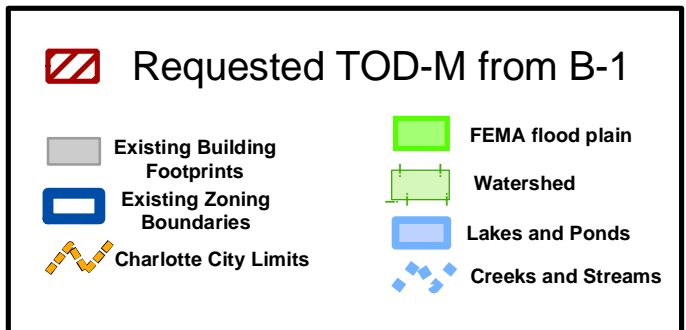 Requested TOD-M from B-1
Existing Building
Footprints
Existing Zoning
Boundaries
Charlotte City Limits
FEMA flood plain
Watershed
Lakes and Ponds
Creeks and Streams